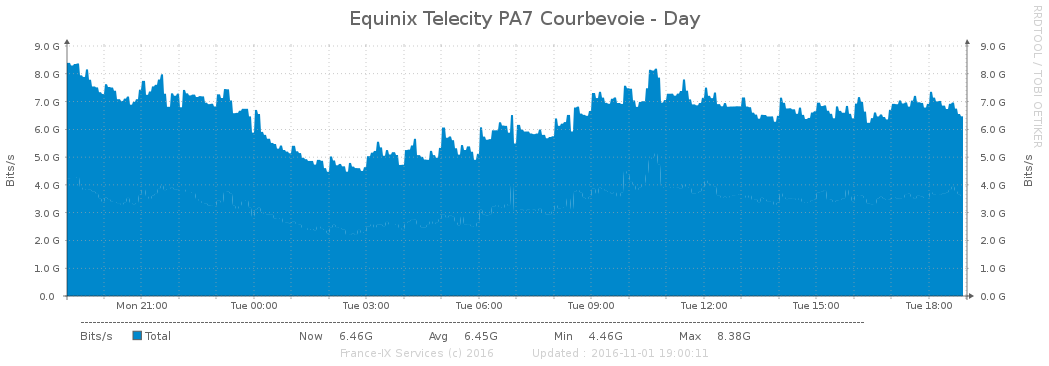 Equinix Telecity PA7 Courbevoie - Day
RRDTOOL / TOBI OETIKER
9.0 G 9.0 G
8.0 G 8.0 G
7.0 G 7.0 G
6.0 G 6.0 G
5.0 G 5.0 G
4.0 G 4.0 G
3.0 G 3.0 G
2.0 G 2.0 G
1.0 G 1.0 G
0.0 0.0 G
Bits/s Bits/s
Mon 21:00 Tue 00:00 Tue 03:00 Tue 06:00 Tue 09:00 Tue 12:00 Tue 15:00 Tue 18:00
Bits/s Total Now 6.46G Avg 6.45G Min 4.46G Max 8.38G
France-IX Services (c) 2016 Updated : 2016-11-01 19:00:11